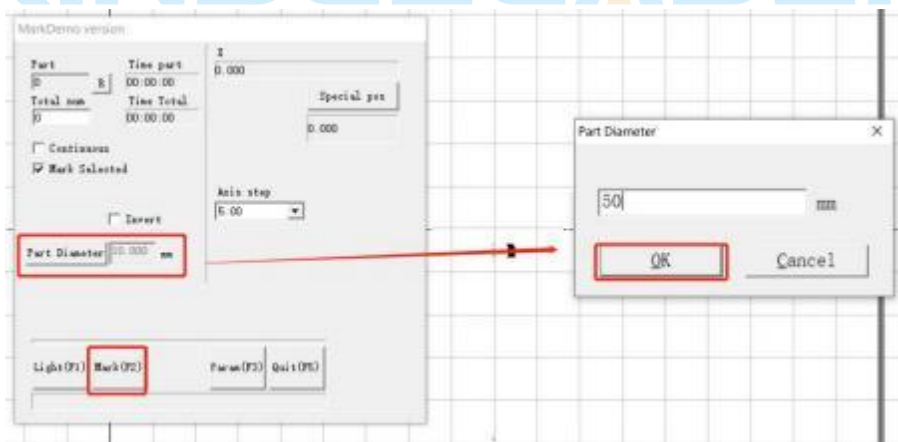 MarkDemo version
Part
Time part
X
0
R
00:00:00
0.000
Total num
Time Total
Special pos
0
00:00:00
0.000
Continuous
Mark Selected
Axis step
Invert
5.00
Part Diameter
mm
Light(F1)
Mark(F2)
Param(F3)
Quit(F5)
Part Diameter
50
mm
OK
Cancel